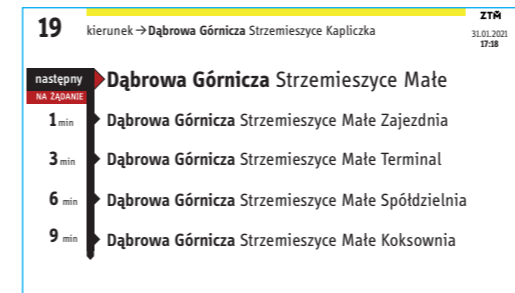 19 kierunek → Dąbrowa Górnicza Strzemieszyce Kapliczka
ZTM
31.01.2021
17:18
następny Dąbrowa Górnicza Strzemieszyce Małe
NA ŻĄDANIE
1 min Dąbrowa Górnicza Strzemieszyce Małe Zajezdnia
3 min Dąbrowa Górnicza Strzemieszyce Małe Terminal
6 min Dąbrowa Górnicza Strzemieszyce Małe Spółdzielnia
9 min Dąbrowa Górnicza Strzemieszyce Małe Koksownia